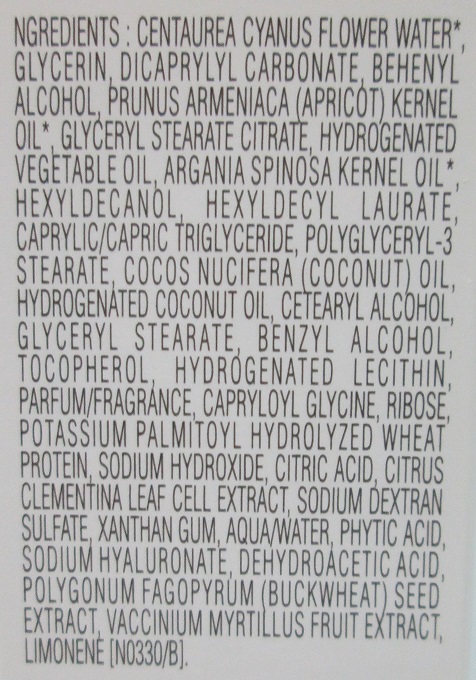 NGREDIENTS : CENTAUREA CYANUS FLOWER WATER*,
GLYCERIN, DICAPRYLYL CARBONATE, BEHENYL
ALCOHOL, PRUNUS ARMENIACA (APRICOT) KERNEL
OIL*, GLYCERYL STEARATE CITRATE, HYDROGENATED
VEGETABLE OIL, ARGANIA SPINOSA KERNEL OIL*,
HEXYLDECANOL, HEXYLDECYL LAURATE,
CAPRYLIC/CAPRIC TRIGLYCERIDE, POLYGLYCERYL-3
STEARATE, COCOS NUCIFERA (COCONUT) OIL,
HYDROGENATED COCONUT OIL, CETEARYL ALCOHOL,
GLYCERYL STEARATE, BENZYL ALCOHOL,
TOCOPHEROL, HYDROGENATED LECITHIN,
PARFUM/FRAGRANCE, CAPRYLOYL GLYCINE, RIBOSE,
POTASSIUM PALMITOYL HYDROLYZED WHEAT
PROTEIN, SODIUM HYDROXIDE, CITRIC ACID, CITRUS
CLEMENTINA LEAF CELL EXTRACT, SODIUM DEXTRAN
SULFATE, XANTHAN GUM, AQUA/WATER, PHYTIC ACID,
SODIUM HYALURONATE, DEHYDROACETIC ACID,
POLYGONUM FAGOPYRUM (BUCKWHEAT) SEED
EXTRACT, VACCINIUM MYRTILLUS FRUIT EXTRACT,
LIMONENE [N0330/B].